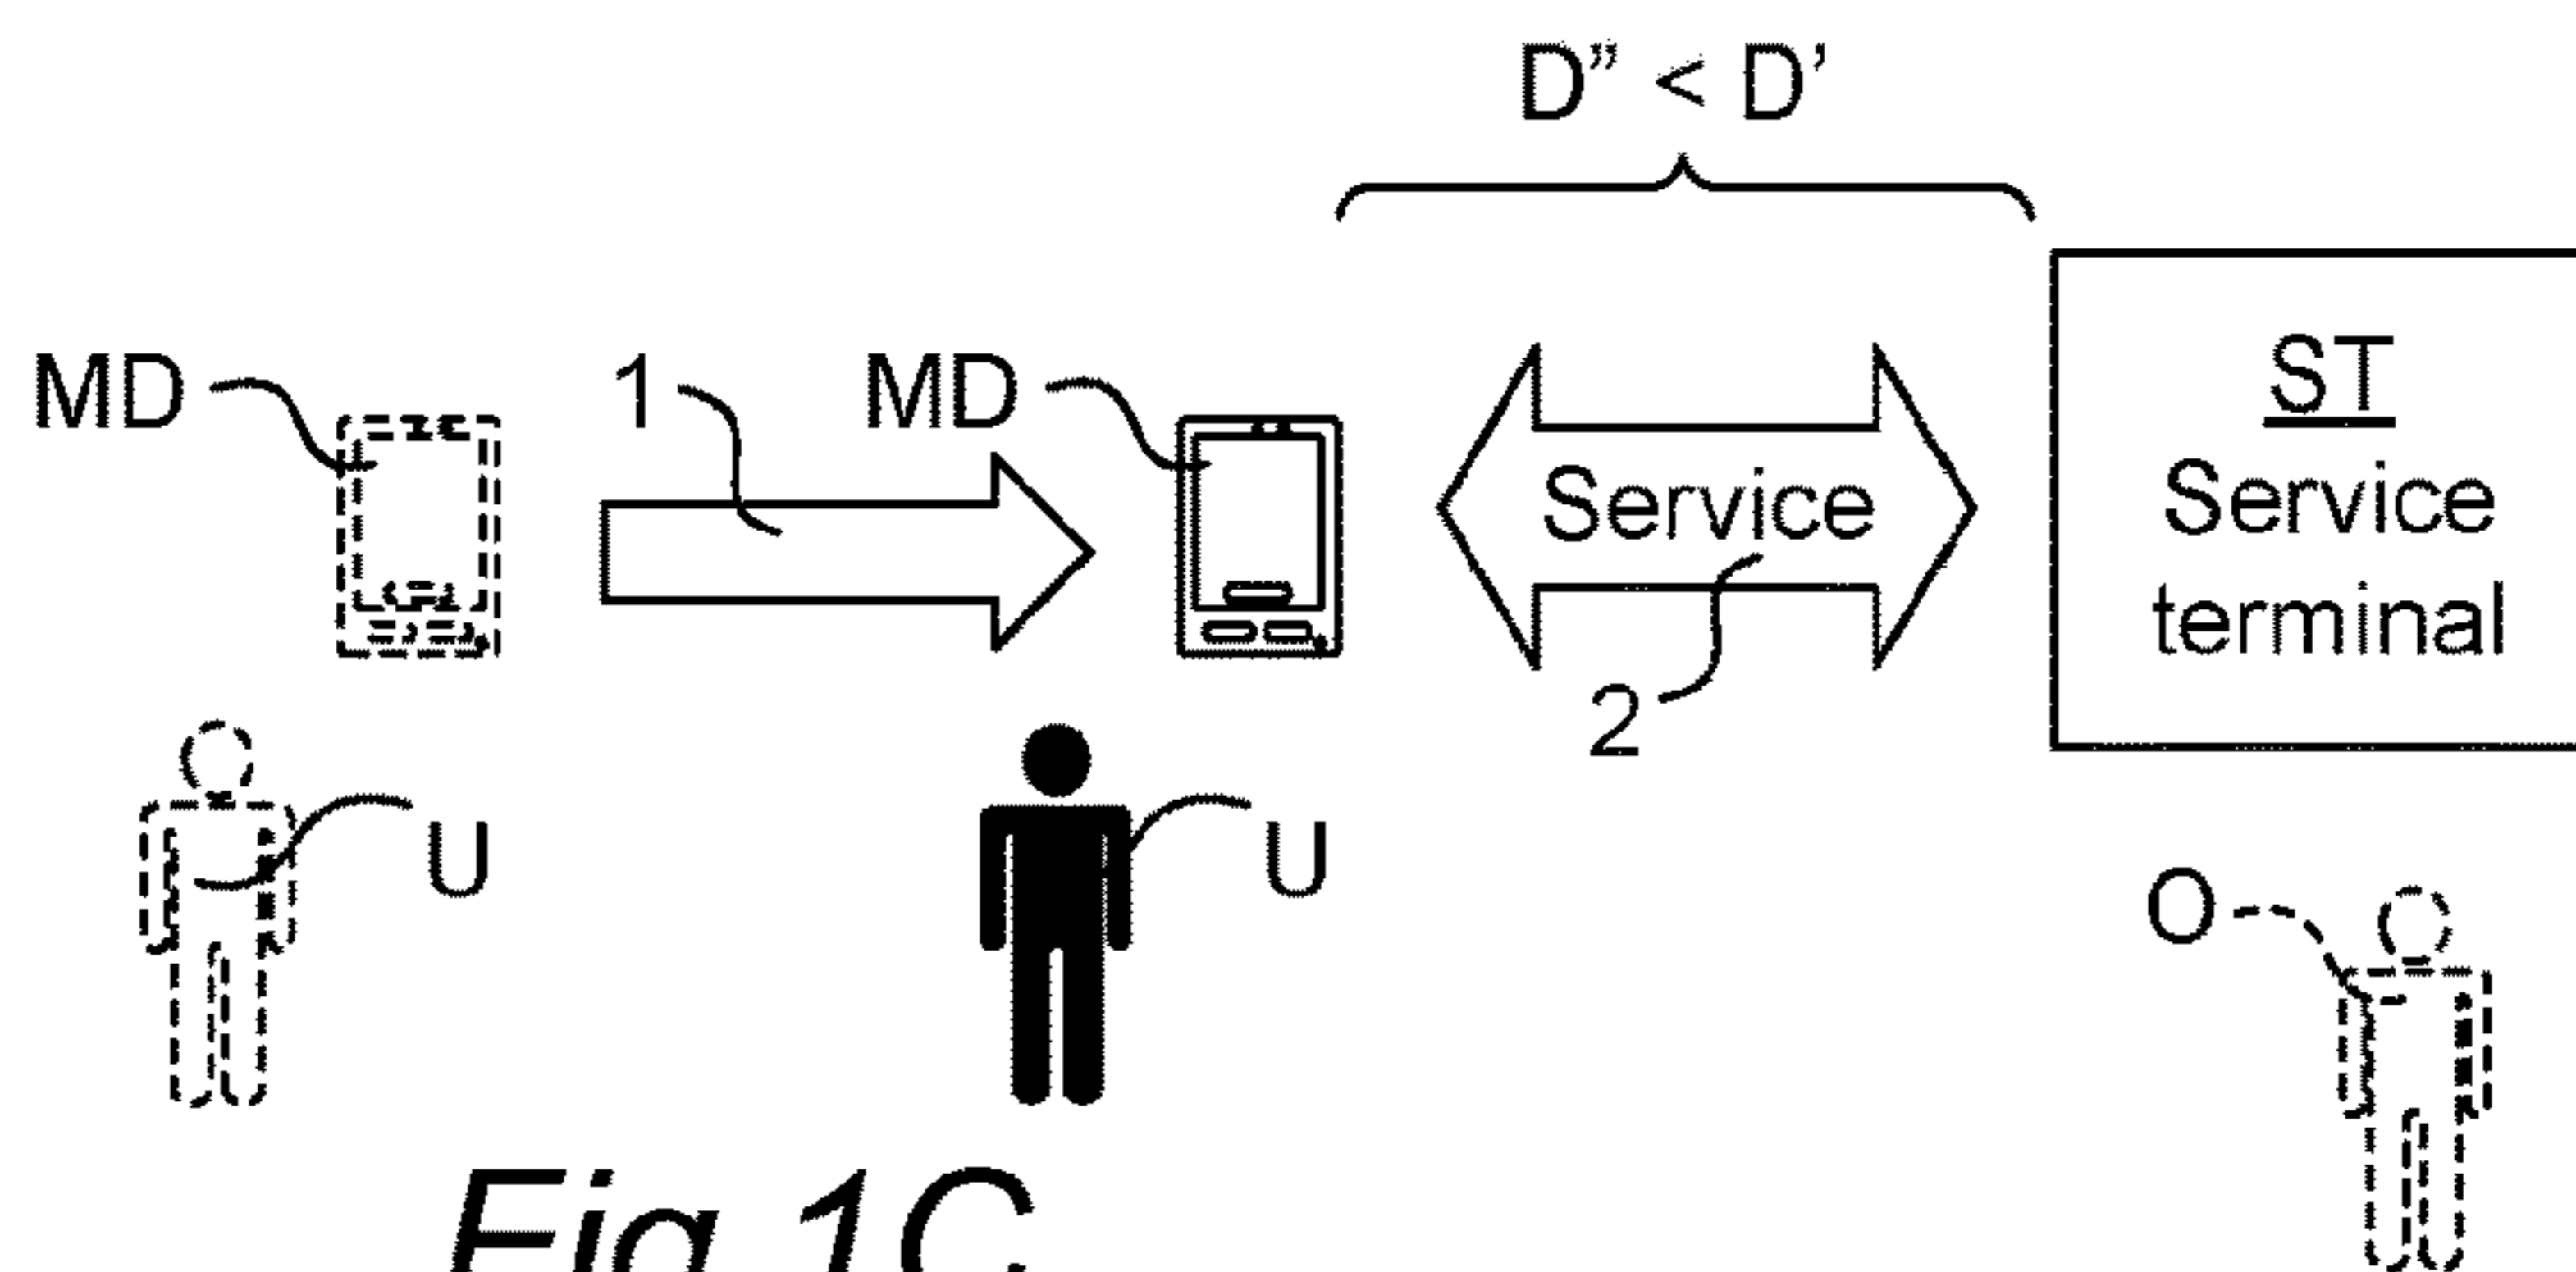 D” < D’
MD
1
MD
Service
2
ST
Service
terminal
U
U
O
Fig 1C